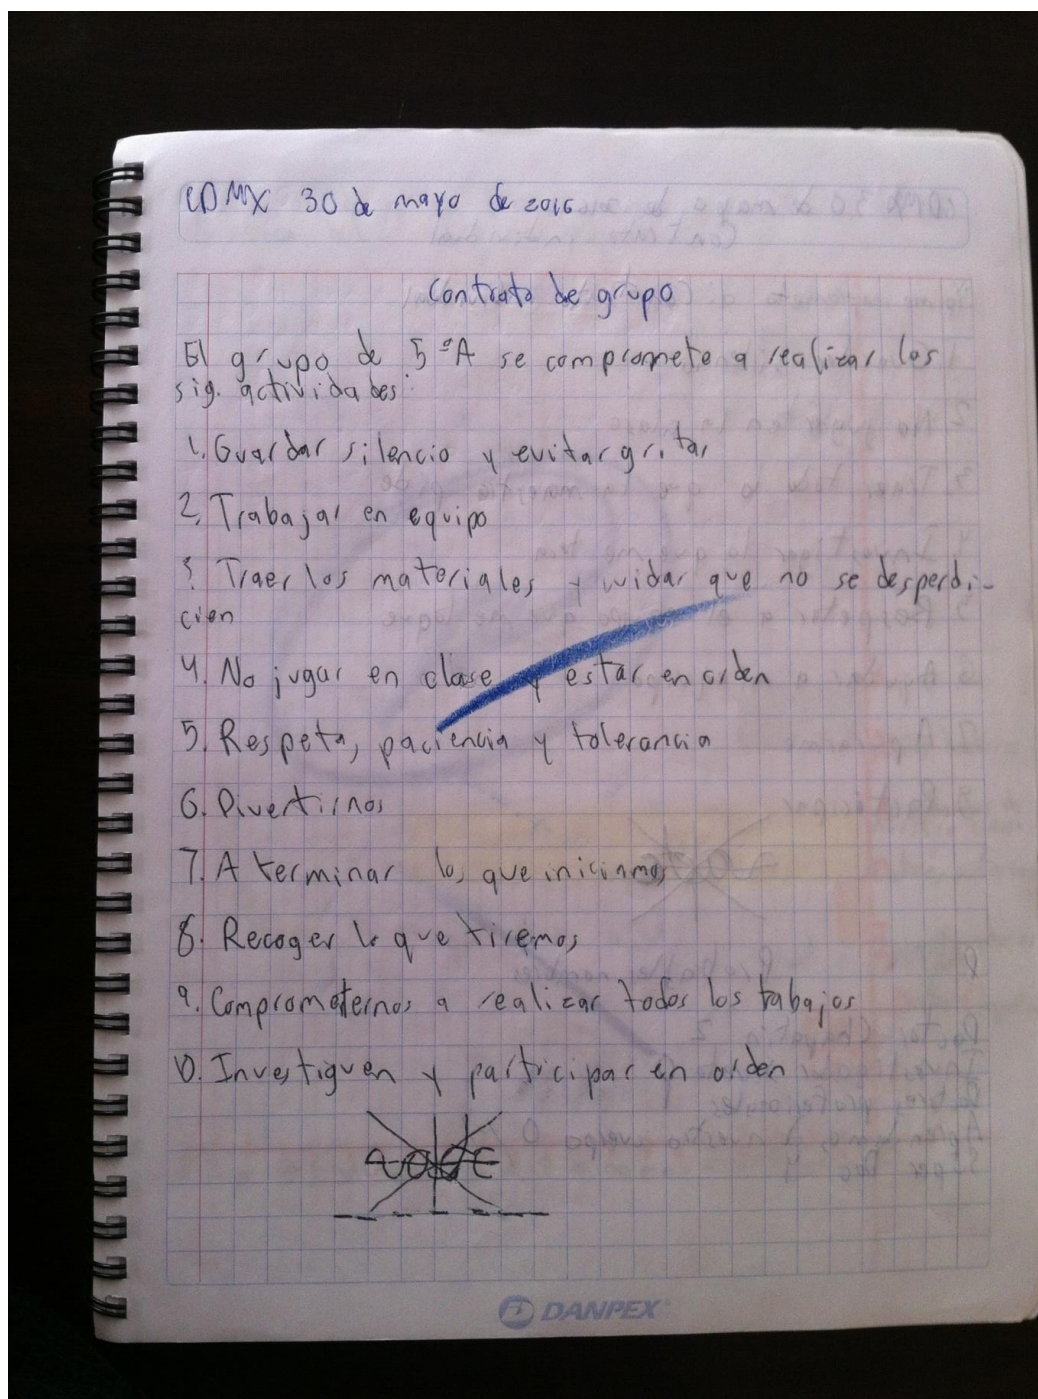 CDMX 30 de mayo de 2016
Contrato de grupo
El grupo de 5ºA se compromete a realizar las
sig. actividades:
1. Guardar silencio y evitar gritar
2. Trabajar en equipo
3 Traer los materiales y cuidar que no se desperdi-
cien
4. No jugar en clase y estar en orden
5. Respeta, paciencia y tolerancia
6. Divertirnos
7. A terminar los que iniciamos
8. Recoger lo que tiremos
9. Comprometernos a realizar todos los trabajos
10. Investiguen y participar en orden
DANPEX